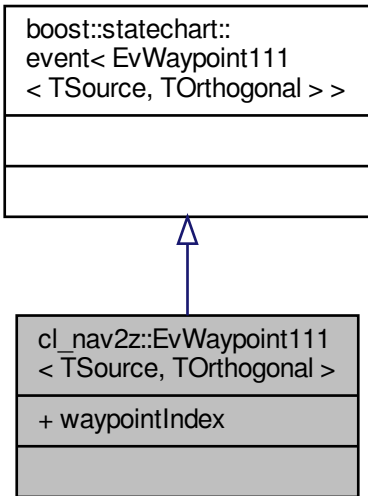 boost::statechart::
event< EvWaypoint111
< TSource, TOrthogonal > >
cl_nav2z::EvWaypoint111
< TSource, TOrthogonal >
+ waypointIndex